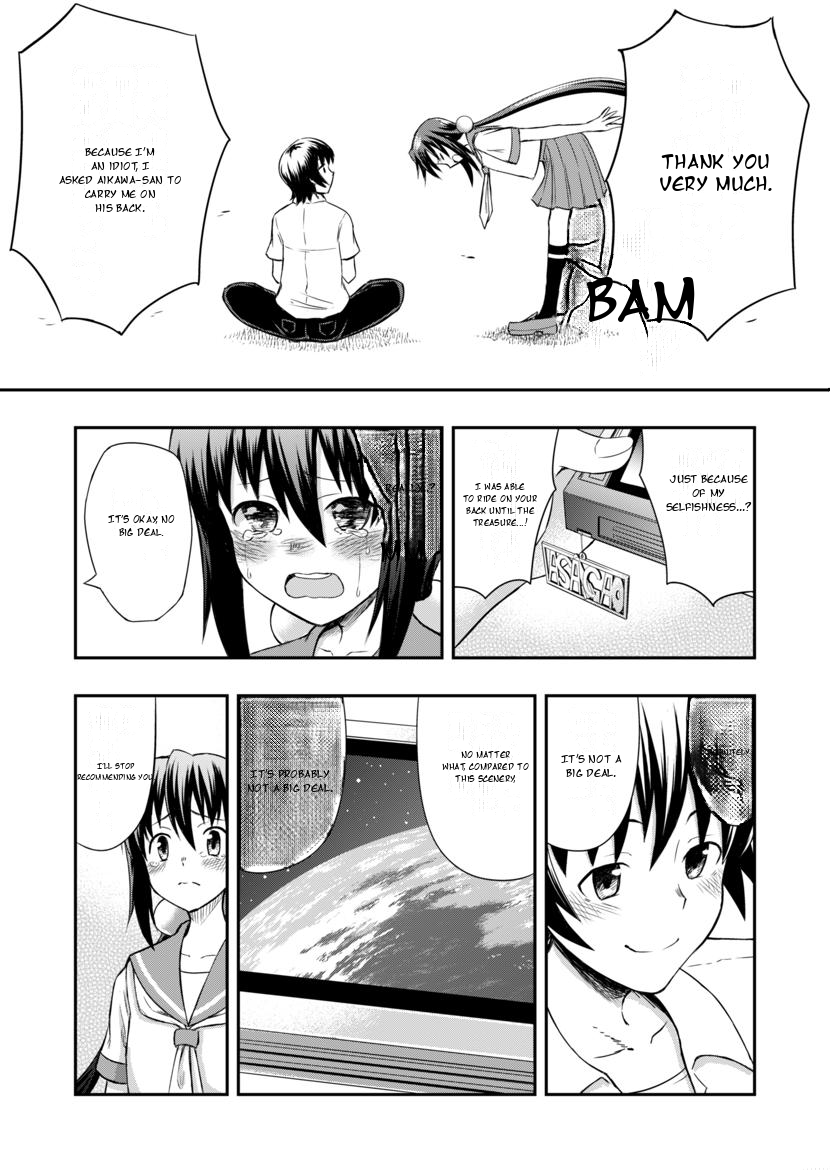 THANK YOU
VERY MUCH.
BECAUSE I'M
AN IDIOT, I
ASKED AIKAWA-SAN TO
CARRY ME ON
HIS BACK.
BAM
JUST BECAUSE
OF MY
SELFISHNESS...?
I WAS ABLE
TO RIDE ON YOUR
BACK UNTIL THE
TREASURE...!
ASAGAO
REALLY...?
IT'S OKAY, NO
BIG DEAL.
IT'S NOT A
BIG DEAL.
NO MATTER
WHAT, COMPARED TO
THIS SCENERY,
IT'S PROBABLY
NOT A BIG DEAL.
I'LL STOP
RECOMMENDING YOU